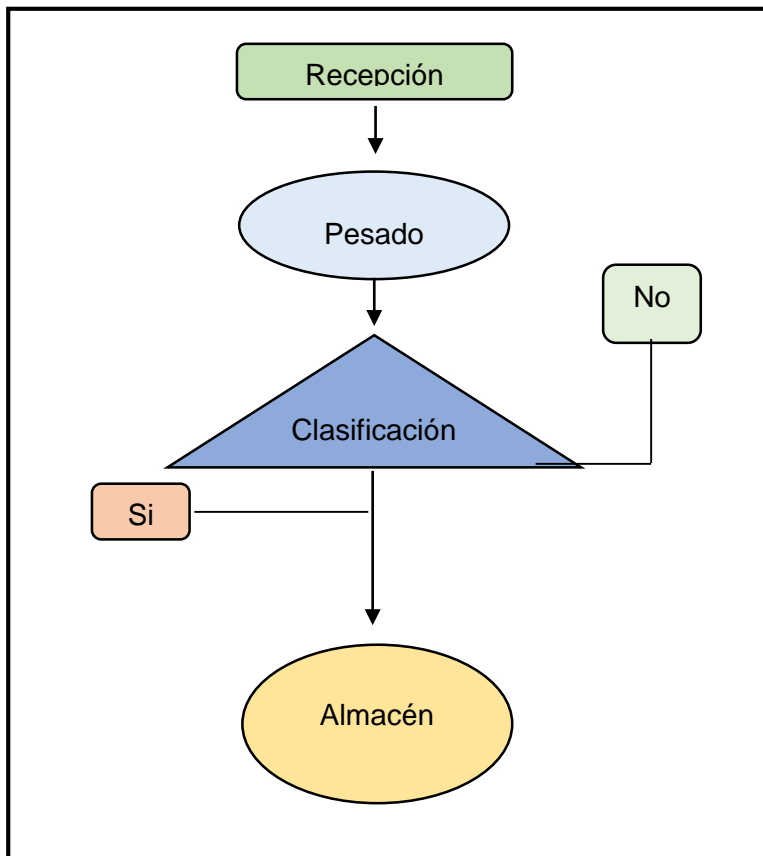 Recepción
Pesado
No
Clasificación
Si
Almacén